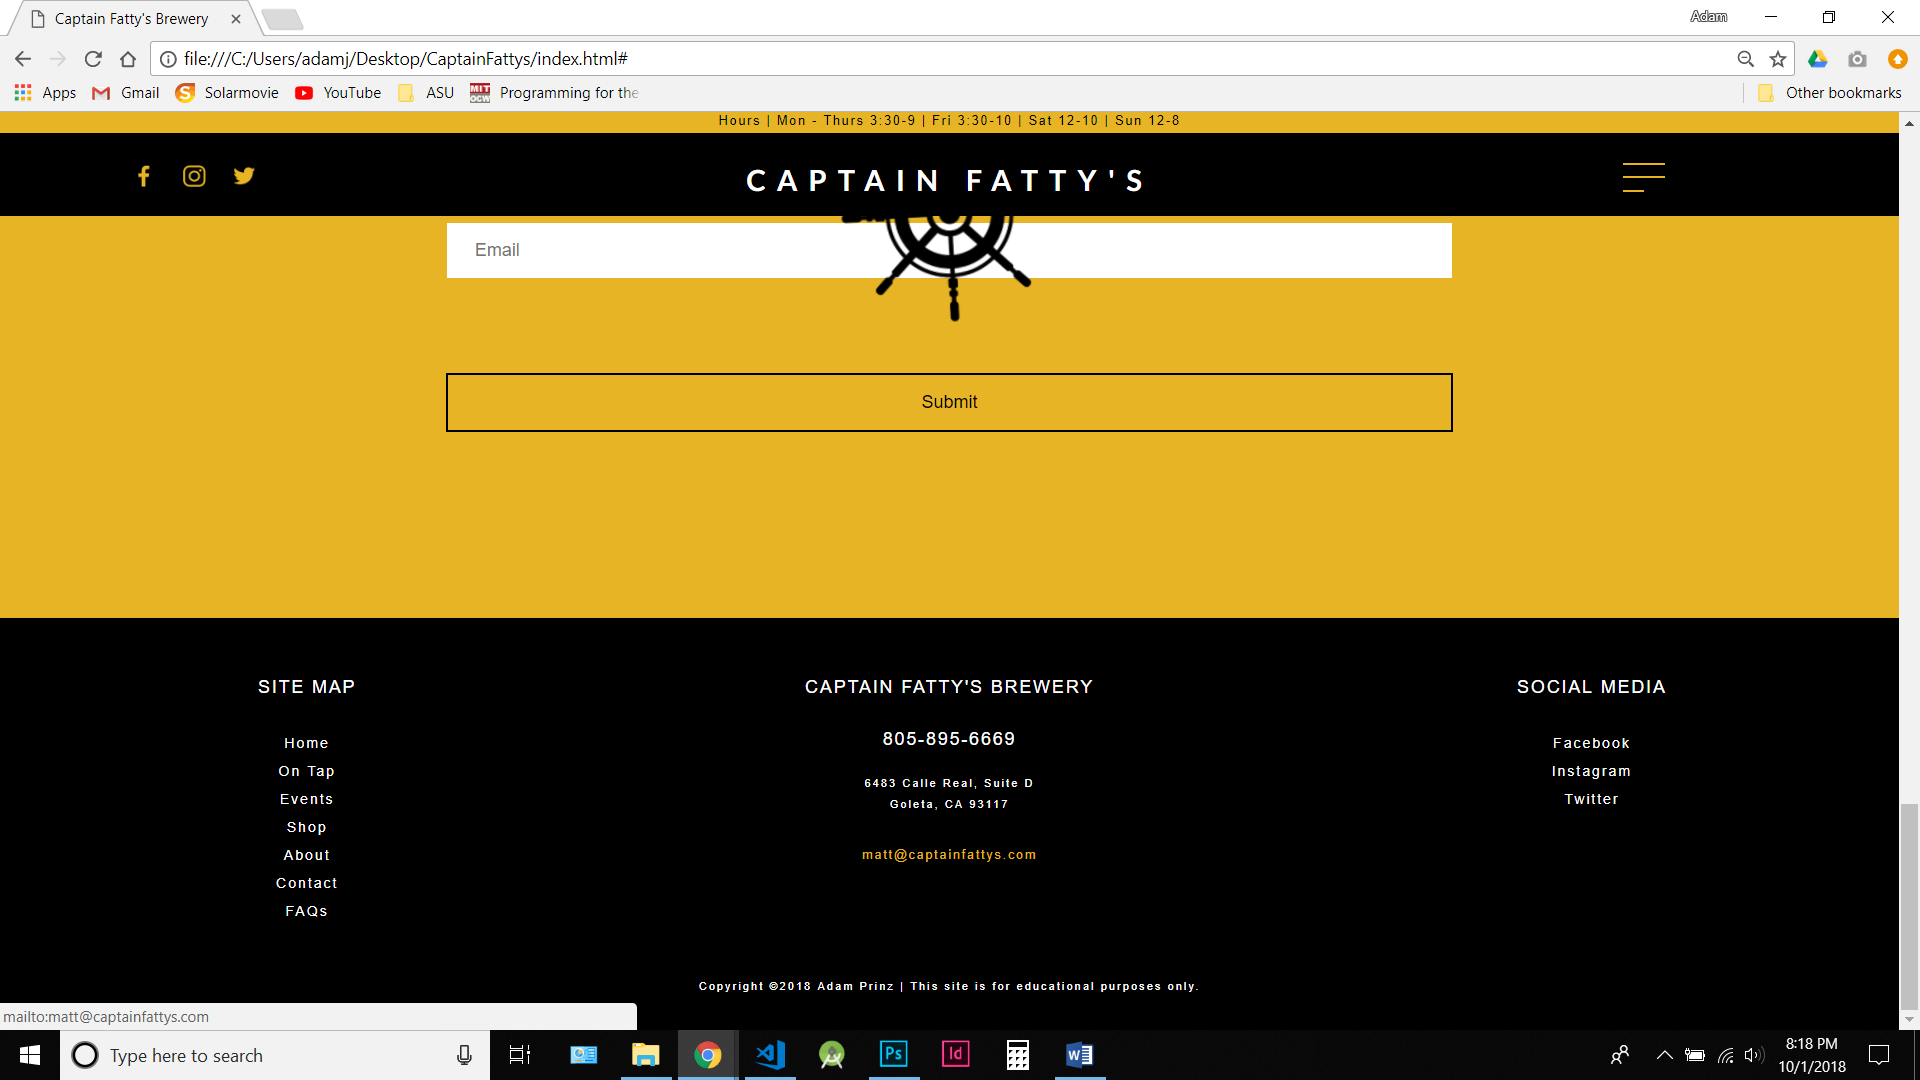 Captain Fatty's Brewery
Adam
file:///C:/Users/adamj/Desktop/CaptainFattys/index.html#
Apps Gmail Solarmovie YouTube ASU MIT OCW Programming for the Other bookmarks
Hours | Mon - Thurs 3:30-9 | Fri 3:30-10 | Sat 12-10 | Sun 12-8
CAPTAIN FATTY'S
Email
Submit
SITE MAP
Home
On Tap
Events
Shop
About
Contact
FAQs
CAPTAIN FATTY'S BREWERY
805-895-6669
6483 Calle Real, Suite D
Goleta, CA 93117
matt@captainfattys.com
SOCIAL MEDIA
Facebook
Instagram
Twitter
Copyright ©2018 Adam Prinz | This site is for educational purposes only.
mailto:matt@captainfattys.com
Type here to search
Ps
Id
8:18 PM
10/1/2018